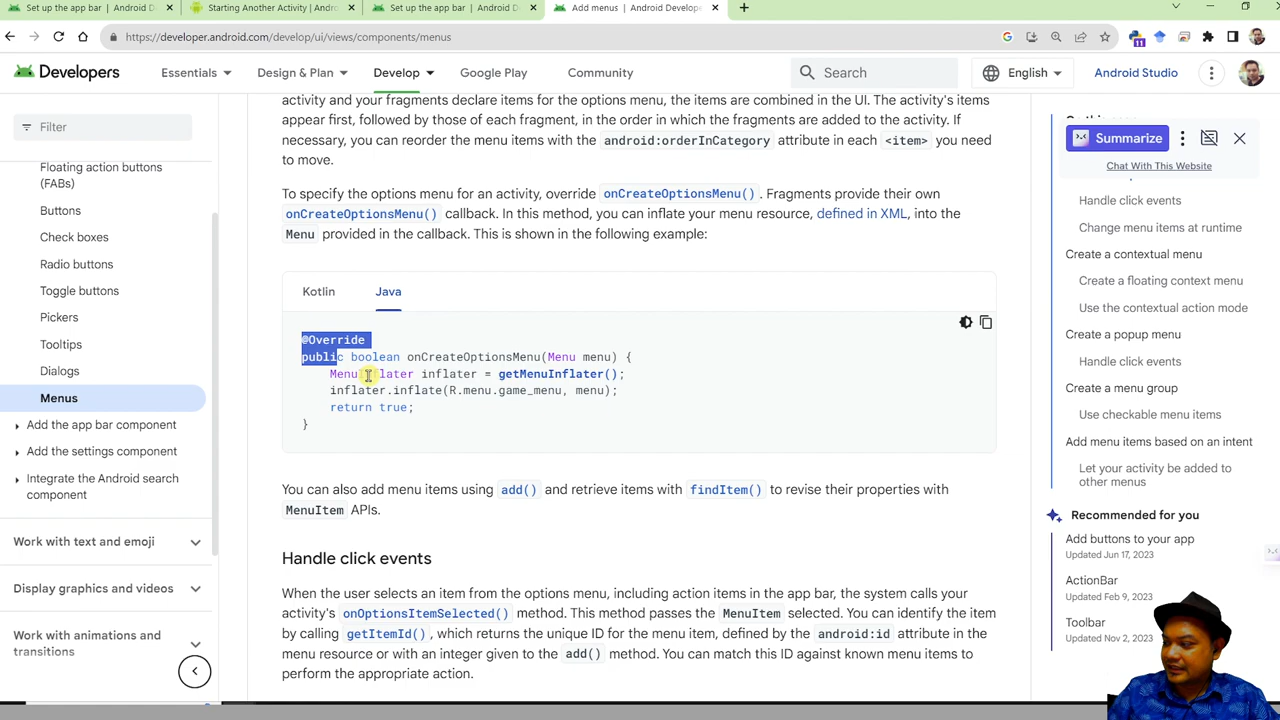 Set up the app bar | Android D
Starting Another Activity | Andro
Set up the app bar | Android D
Add menus | Android Develope
https://developer.android.com/develop/ui/views/components/menus
11
Developers
Essentials
Design & Plan
Develop
Google Play
Community
Search
English
Android Studio
Filter
Floating action buttons
(FABs)
Buttons
Check boxes
Radio buttons
Toggle buttons
Pickers
Tooltips
Dialogs
Menus
Add the app bar component
Add the settings component
Integrate the Android search
component
Work with text and emoji
Display graphics and videos
Work with animations and
transitions
activity and your fragments declare items for the options menu, the items are combined in the UI. The activity's items
appear first, followed by those of each fragment, in the order in which the fragments are added to the activity. If
necessary, you can reorder the menu items with the android:orderInCategory attribute in each <item> you need
to move.
To specify the options menu for an activity, override onCreateOptionsMenu(). Fragments provide their own
onCreateOptionsMenu() callback. In this method, you can inflate your menu resource, defined in XML, into the
Menu provided in the callback. This is shown in the following example:
Kotlin
Java
@Override
public boolean onCreateOptionsMenu(Menu menu) {
MenuInflater inflater = getMenuInflater();
inflater.inflate(R.menu.game_menu, menu);
return true;
}
You can also add menu items using add() and retrieve items with findItem() to revise their properties with
MenuItem APIs.
Handle click events
When the user selects an item from the options menu, including action items in the app bar, the system calls your
activity's onOptionsItemSelected() method. This method passes the MenuItem selected. You can identify the item
by calling getItemId(), which returns the unique ID for the menu item, defined by the android:id attribute in the
menu resource or with an integer given to the add() method. You can match this ID against known menu items to
perform the appropriate action.
Summarize
Chat With This Website
Handle click events
Change menu items at runtime
Create a contextual menu
Create a floating context menu
Use the contextual action mode
Create a popup menu
Handle click events
Create a menu group
Use checkable menu items
Add menu items based on an intent
Let your activity be added to
other menus
Recommended for you
Add buttons to your app
Updated Jun 17, 2023
ActionBar
Updated Feb 9, 2023
Toolbar
Updated Nov 2, 2023